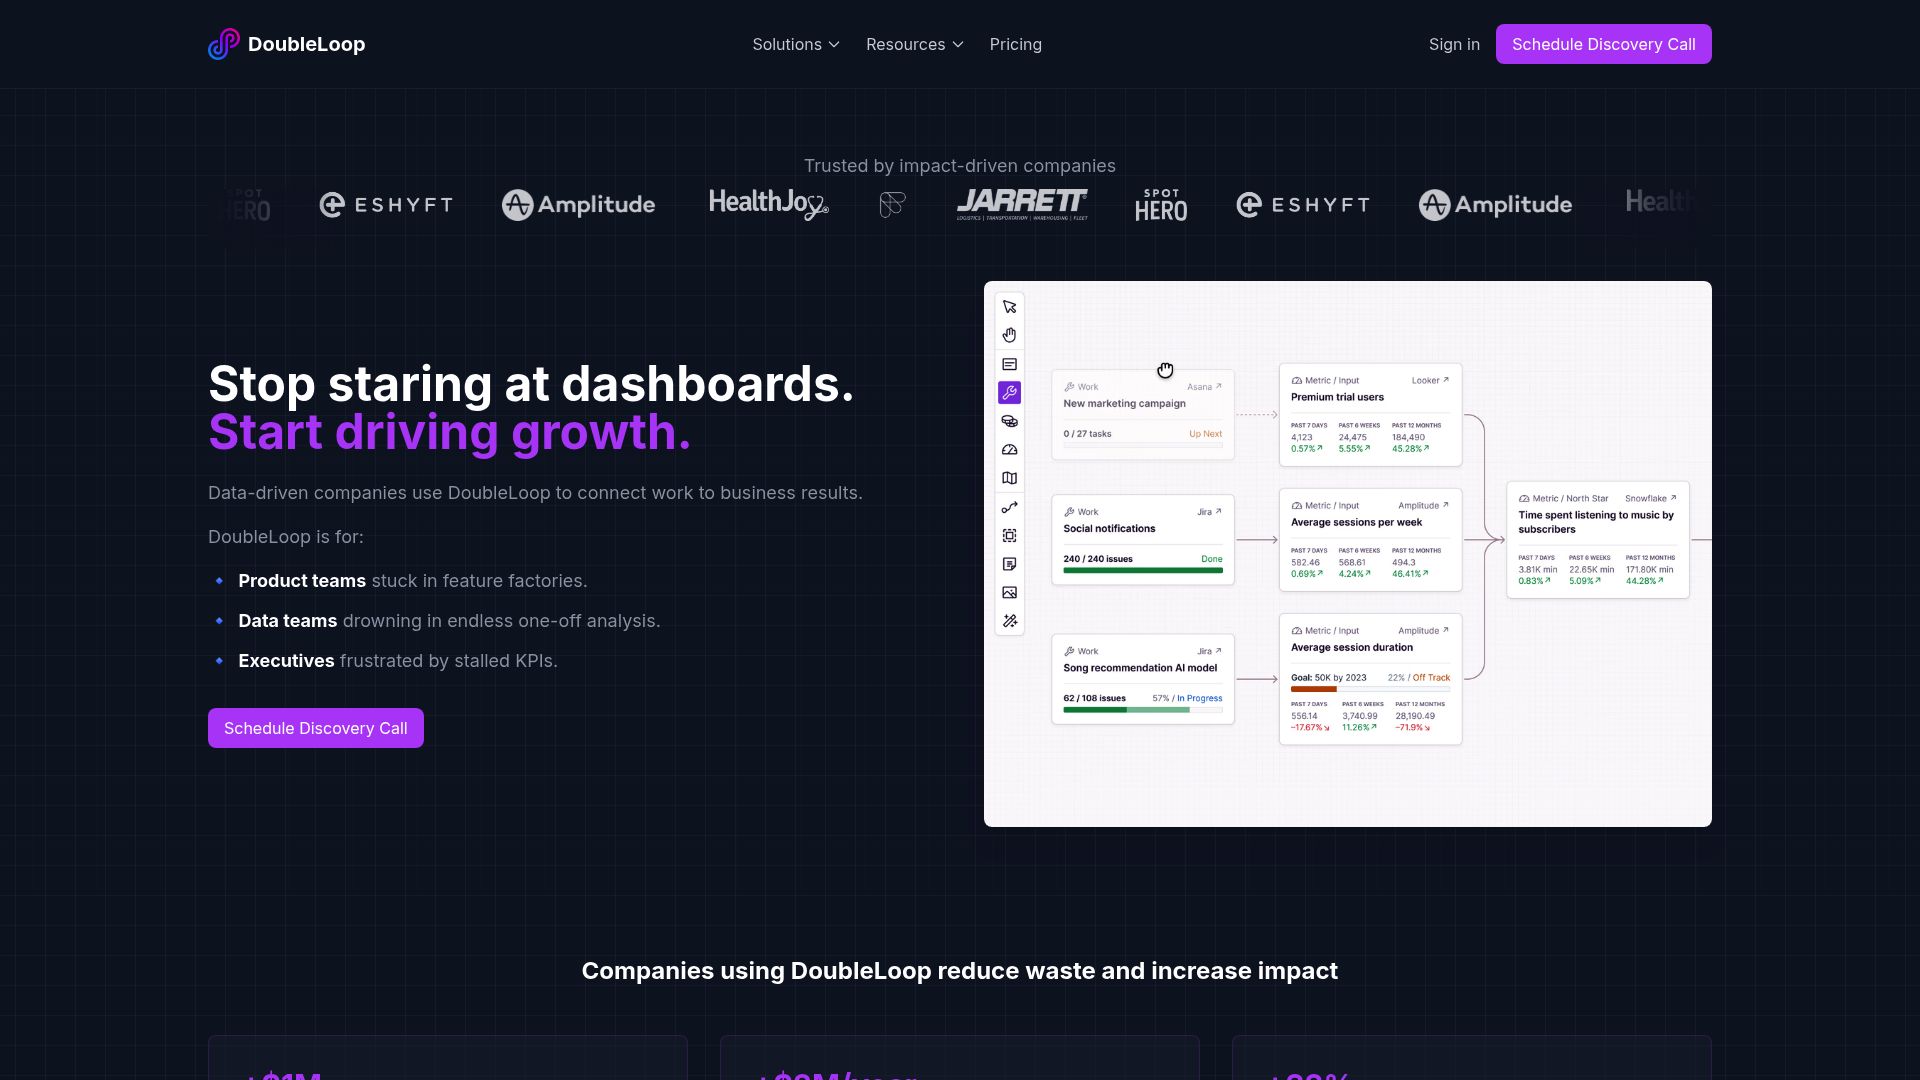 DoubleLoop
Solutions
Resources
Pricing
Sign in
Schedule Discovery Call
Trusted by impact-driven companies
SPOT
HERO
ESHYFT
Amplitude
HealthJoy
JARRETT
LOGISTICS | TRANSPORTATION | WAREHOUSING | FLEET
SPOT
HERO
ESHYFT
Amplitude
Health
Stop staring at dashboards.
Start driving growth.
Data-driven companies use DoubleLoop to connect work to business results.
DoubleLoop is for:
Product teams stuck in feature factories.
Data teams drowning in endless one-off analysis.
Executives frustrated by stalled KPIs.
Schedule Discovery Call
Work Asana ↗
New marketing campaign
0 / 27 tasks Up Next
Work Jira ↗
Social notifications
240 / 240 issues Done
Work Jira ↗
Song recommendation AI model
62 / 108 issues 57% / In Progress
Metric / Input Looker ↗
Premium trial users
PAST 7 DAYS PAST 6 WEEKS PAST 12 MONTHS
4,123 24,475 184,490
0.57%↗ 5.55%↗ 45.28%↗
Metric / Input Amplitude ↗
Average sessions per week
PAST 7 DAYS PAST 6 WEEKS PAST 12 MONTHS
582.46 568.61 494.3
0.69%↗ 4.24%↗ 46.41%↗
Metric / Input Amplitude ↗
Average session duration
Goal: 50K by 2023 22% / Off Track
PAST 7 DAYS PAST 6 WEEKS PAST 12 MONTHS
556.14 3,740.99 28,190.49
−17.67%↘ 11.26%↗ −71.9%↘
Metric / North Star Snowflake ↗
Time spent listening to music by
subscribers
PAST 7 DAYS PAST 6 WEEKS PAST 12 MONTHS
3.81K min 22.65K min 171.80K min
0.83%↗ 5.09%↗ 44.28%↗
Companies using DoubleLoop reduce waste and increase impact